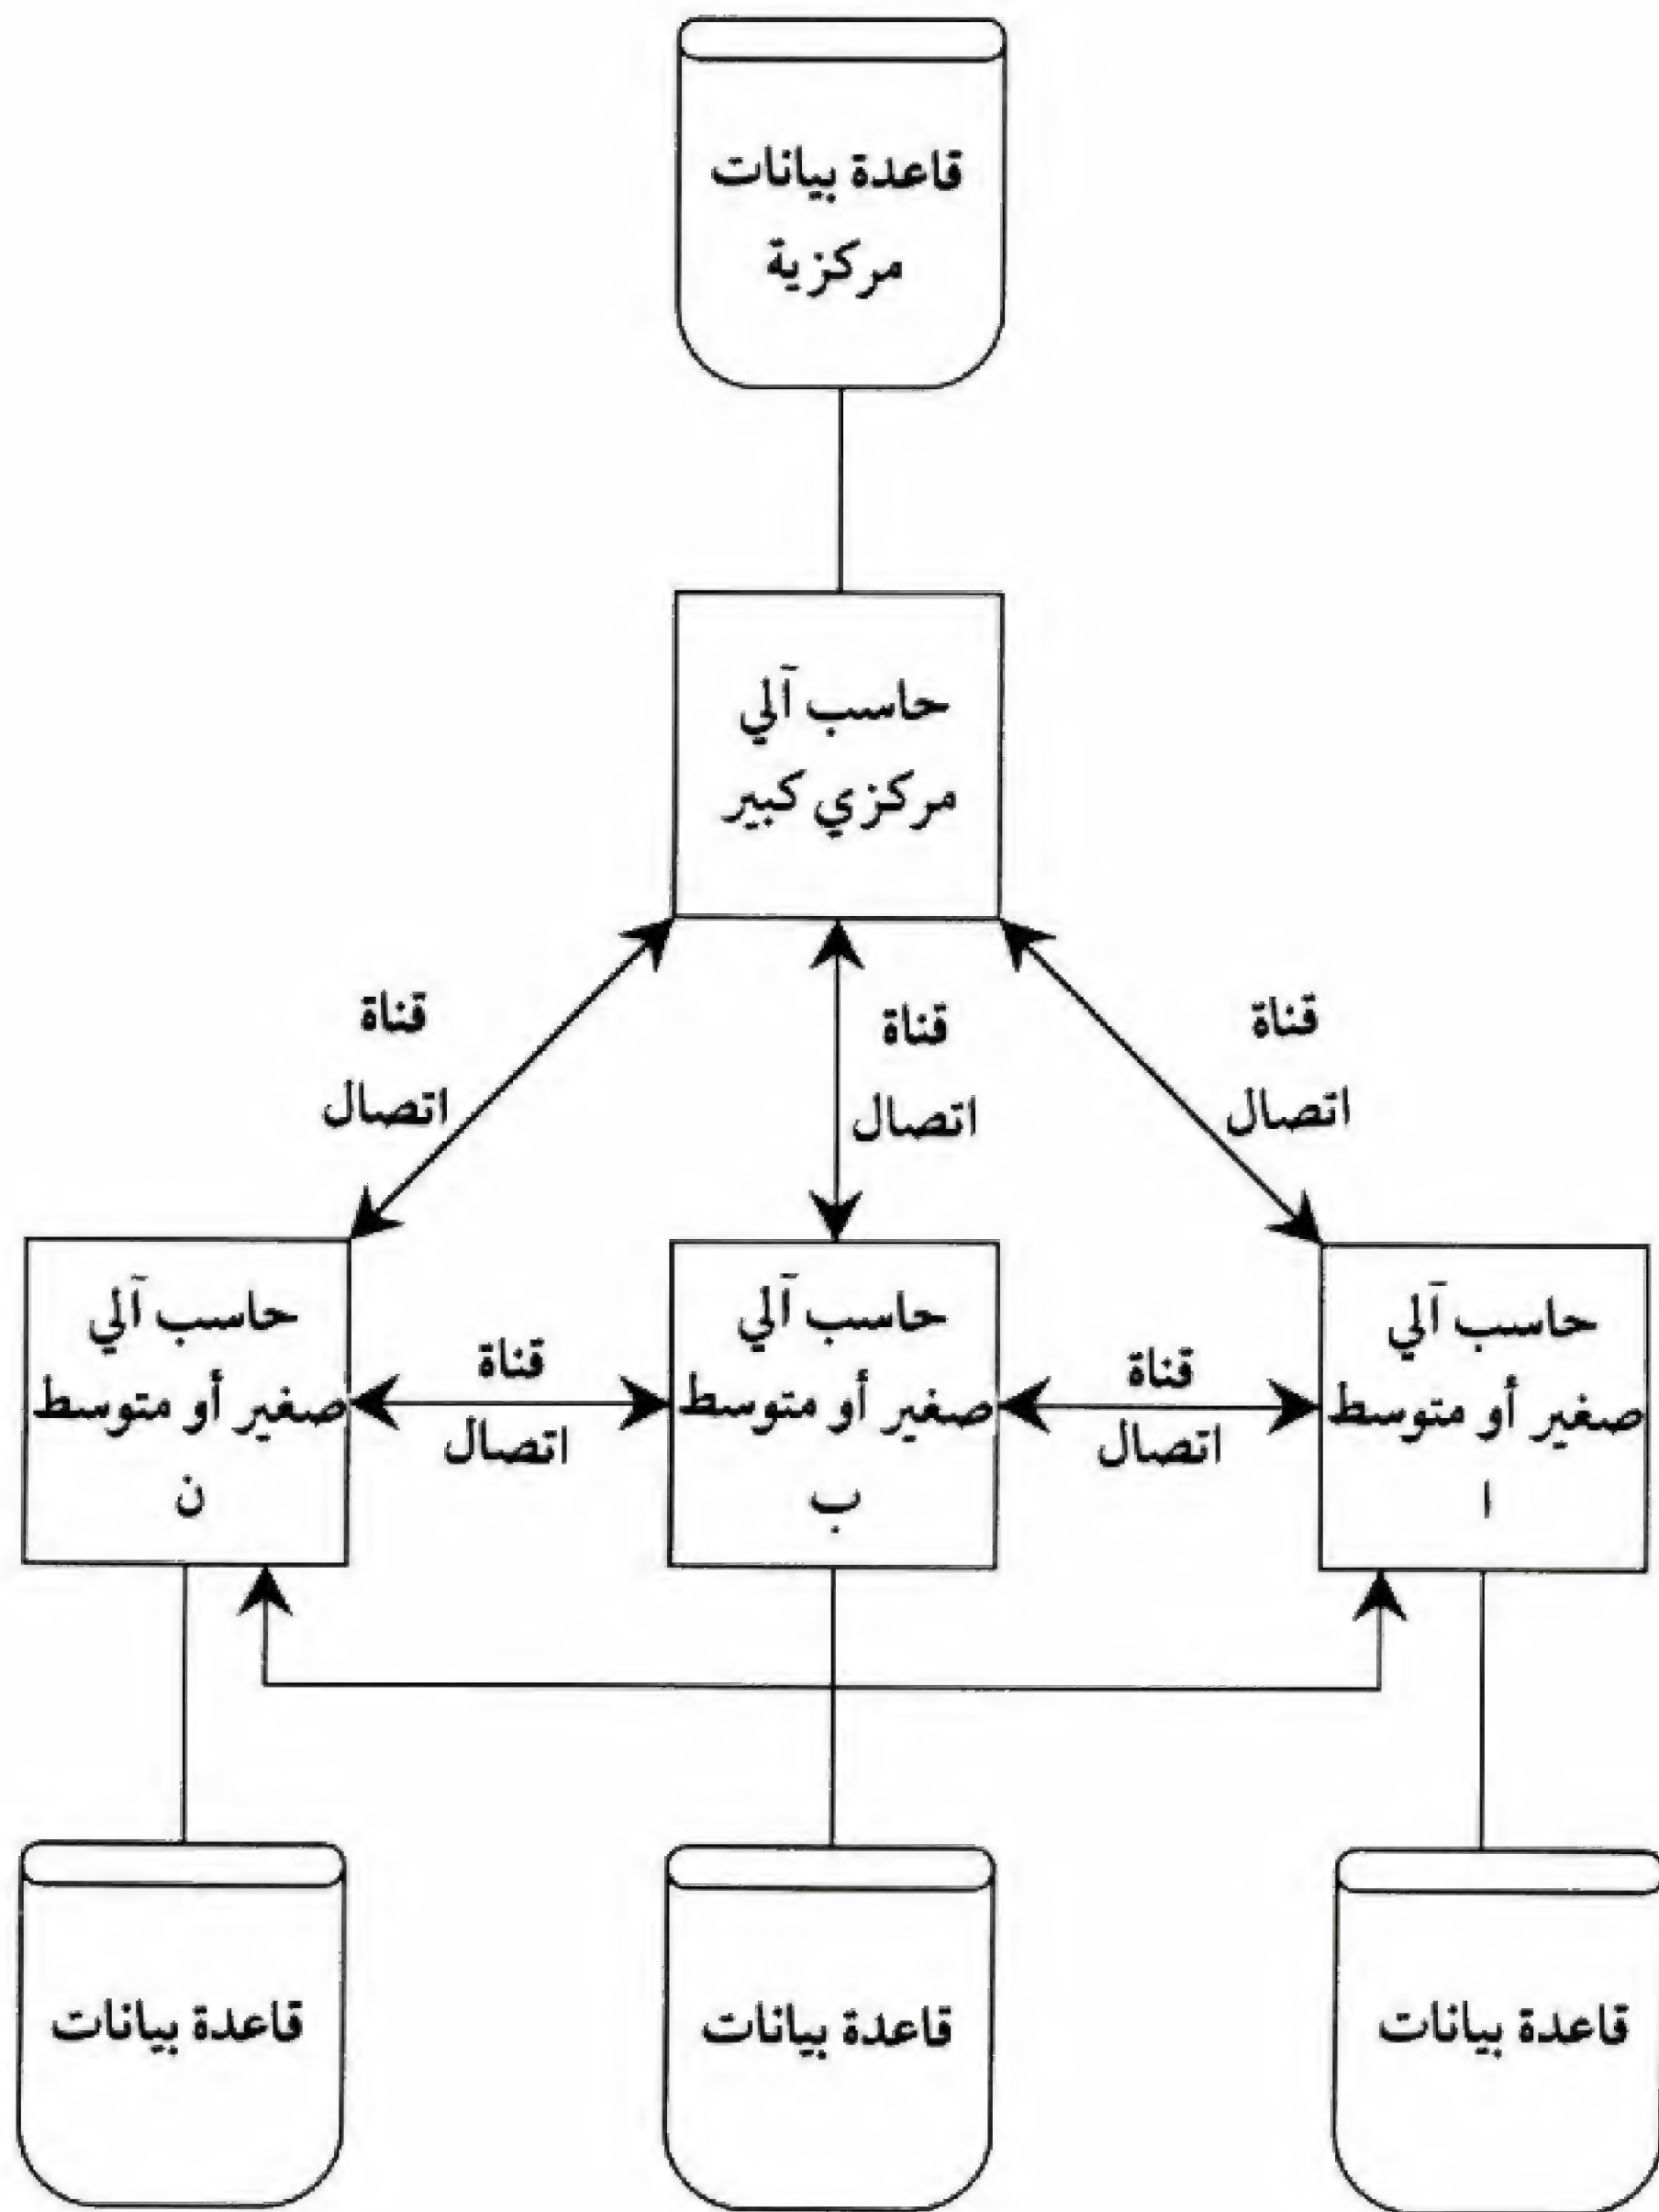 قاعدة بيانات
مركزية
حاسب آلي
مركزي كبير
قناة
اتصال
قناة
اتصال
قناة
اتصال
حاسب آلي
صغير أو متوسط
ا
قناة
اتصال
حاسب آلي
صغير أو متوسط
ب
قناة
اتصال
حاسب آلي
صغير أو متوسط
ن
قاعدة بيانات
قاعدة بيانات
قاعدة بيانات